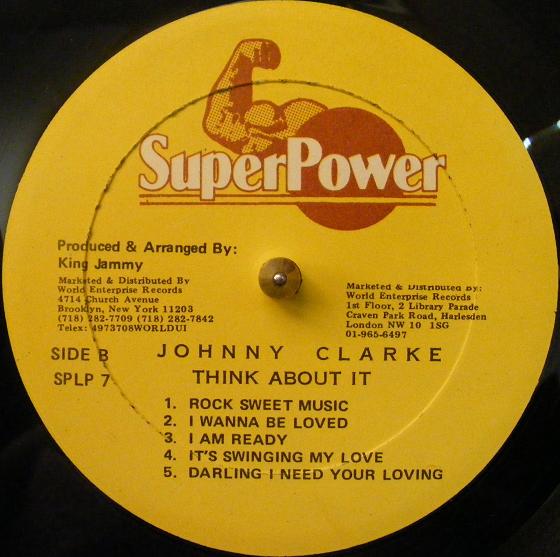 SuperPower
Produced & Arranged By:
King Jammy
Marketed & Distributed By
World Enterprise Records
4714 Church Avenue
Brooklyn, New York 11203
(718) 282-7709 (718) 282-7842
Telex: 4973708WORLDUI
Marketed & Distributed By:
World Enterprise Records
1st Floor, 2 Library Parade
Craven Park Road, Harlesden
London NW 10 1SG
01-965-6497
SIDE B
SPLP 7
JOHNNY CLARKE
THINK ABOUT IT
1. ROCK SWEET MUSIC
2. I WANNA BE LOVED
3. I AM READY
4. IT'S SWINGING MY LOVE
5. DARLING I NEED YOUR LOVING